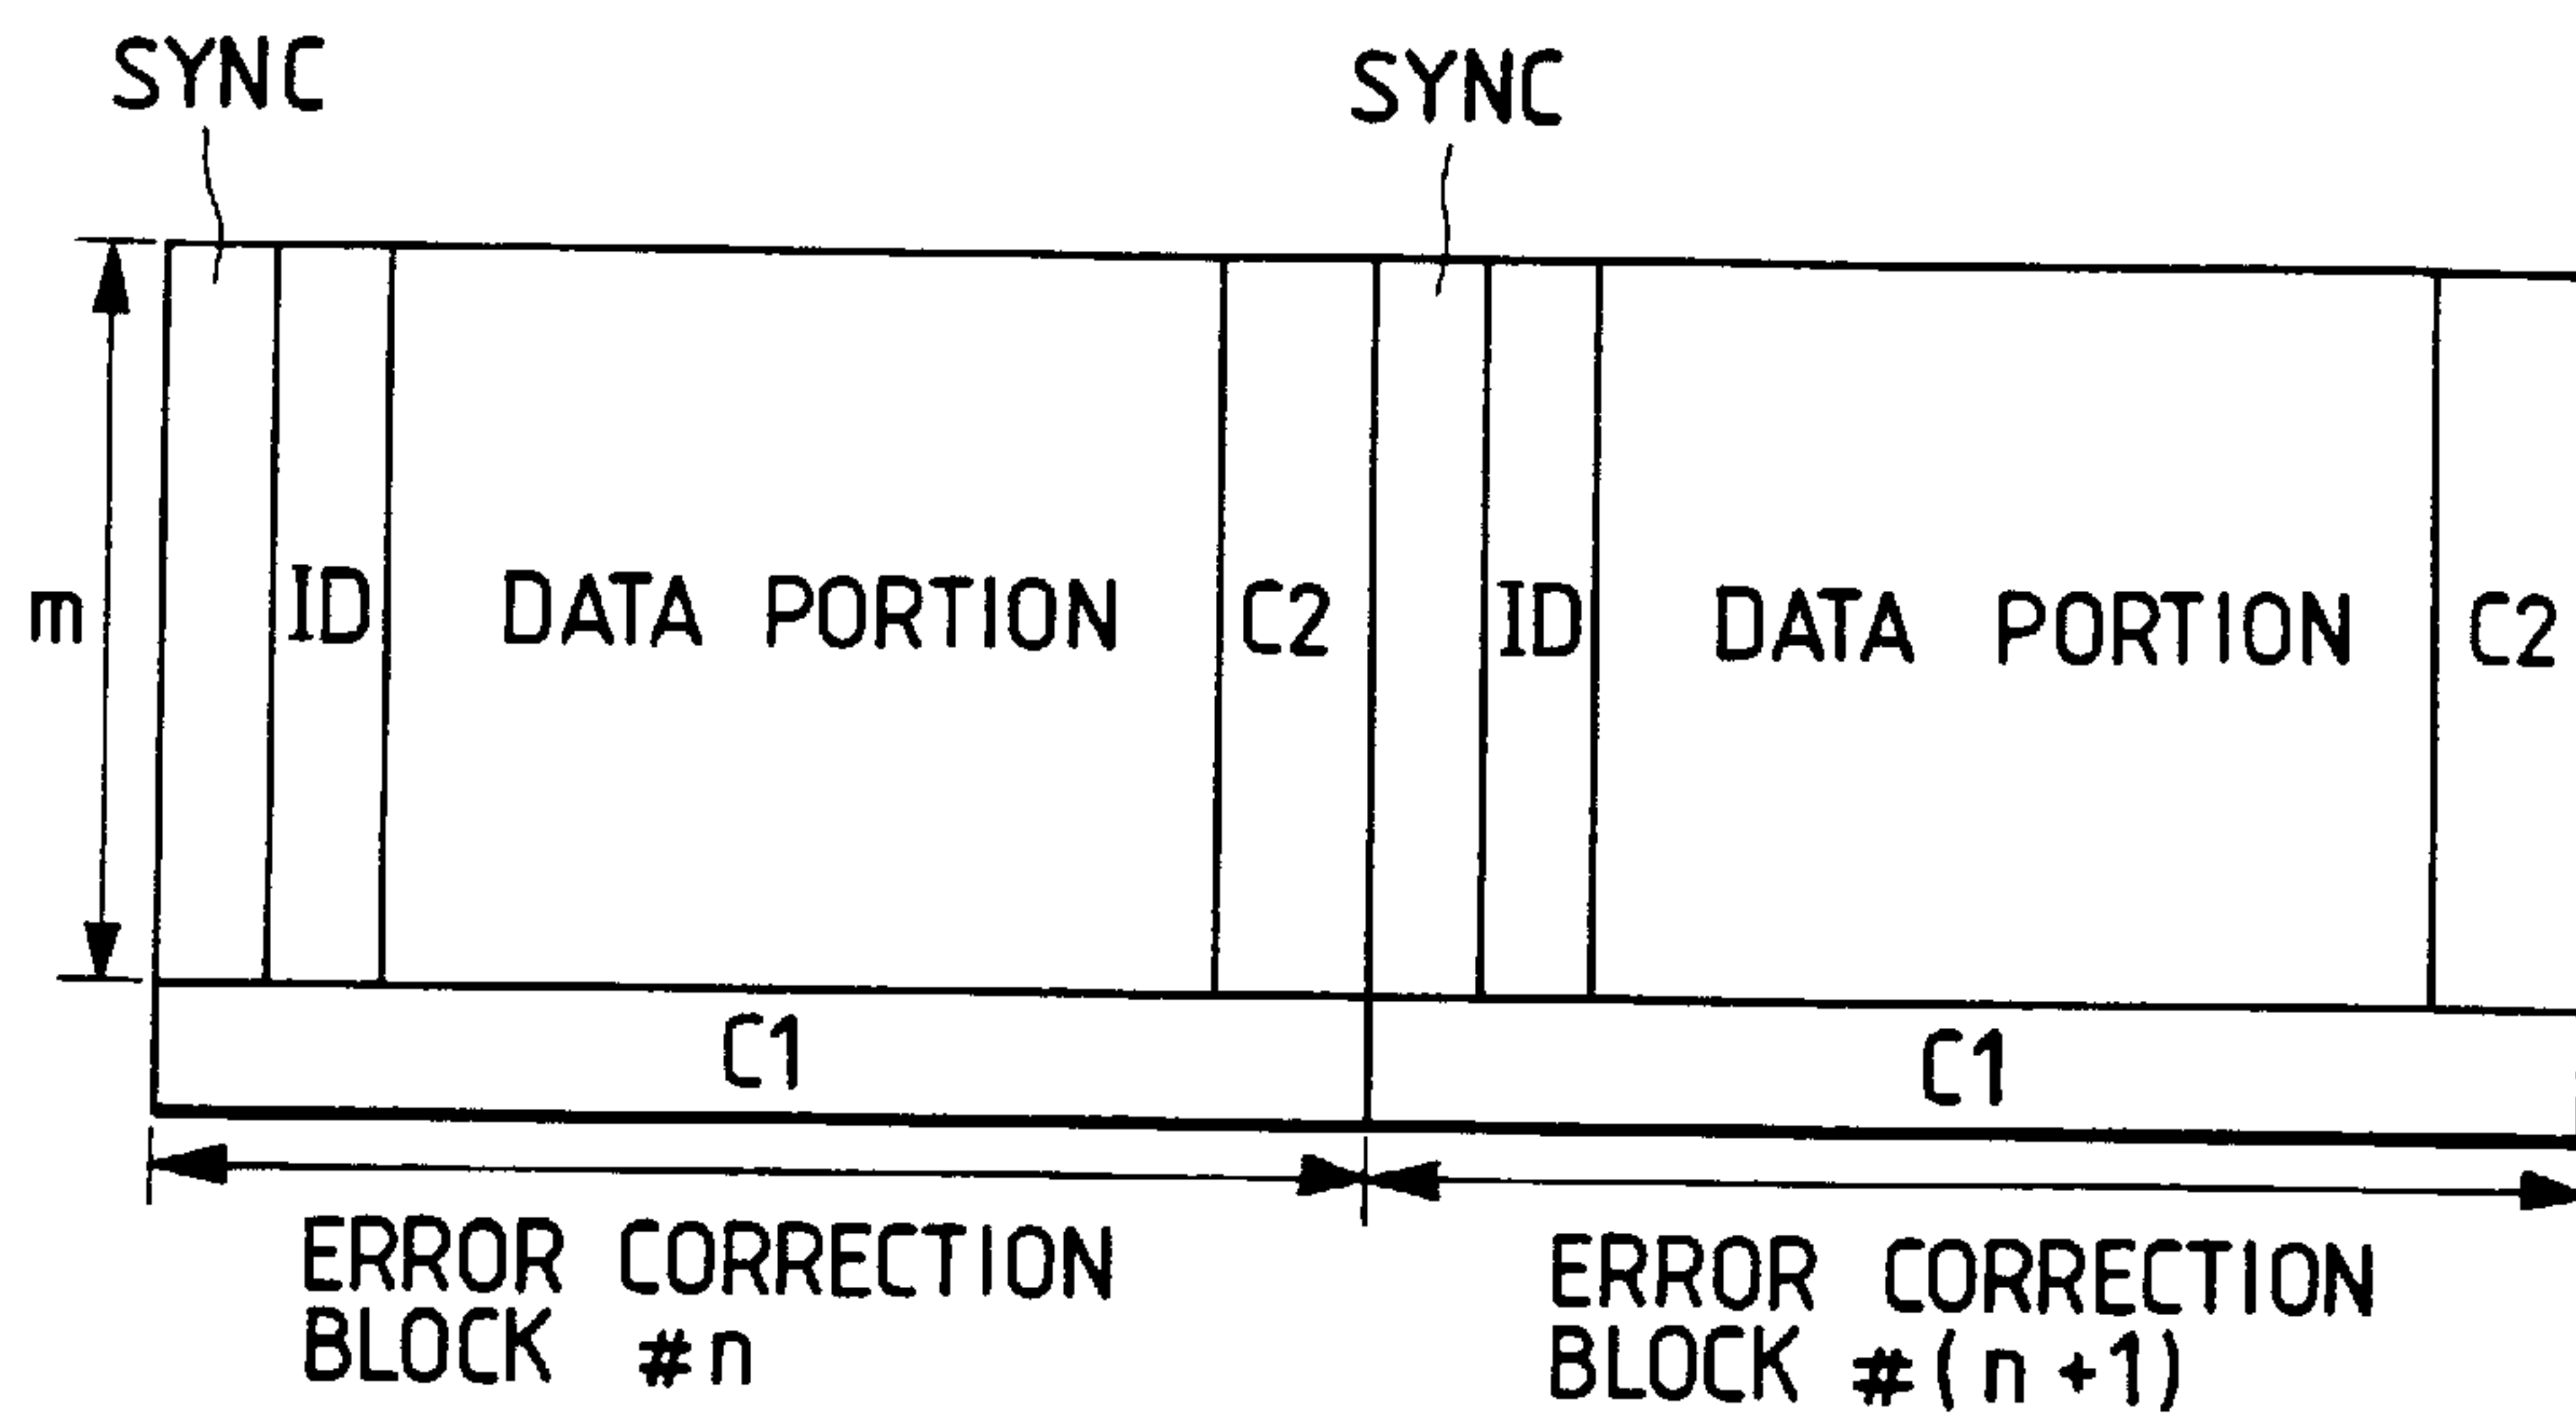 SYNC
SYNC
m
ID
DATA PORTION
C2
ID
DATA PORTION
C2
C1
C1
ERROR CORRECTION
BLOCK #n
ERROR CORRECTION
BLOCK #(n+1)